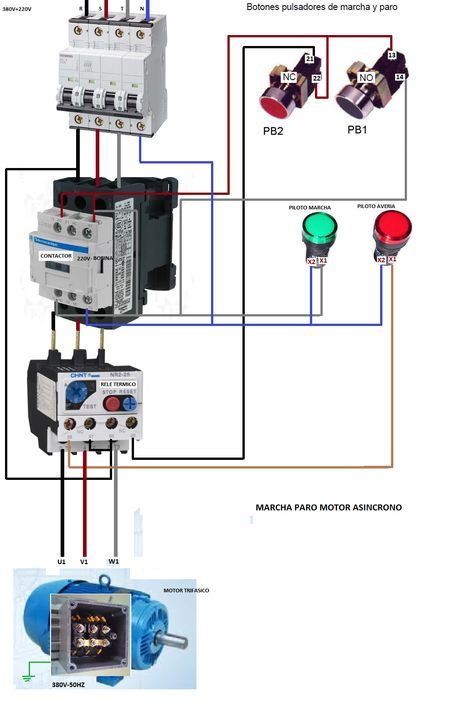 Botones pulsadores de marcha y paro
380V+220V
R S T N
21
22
NC
13
14
NO
PB2
PB1
PILOTO MARCHA
PILOTO AVERIA
X2 X1
X2 X1
CONTACTOR
220V- BOBINA
CHNT
NR2-25
RELE TERMICO
STOP RESET
TEST
NO
NC
MARCHA PARO MOTOR ASINCRONO
U1 V1 W1
MOTOR TRIFASICO
380V-50HZ